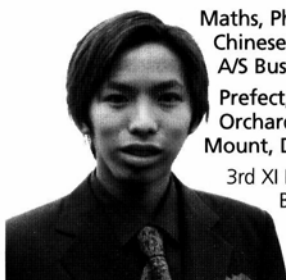 Maths, Ph
Chinese
A/S Bus
Prefect,
Orchard
Mount, D
3rd XI